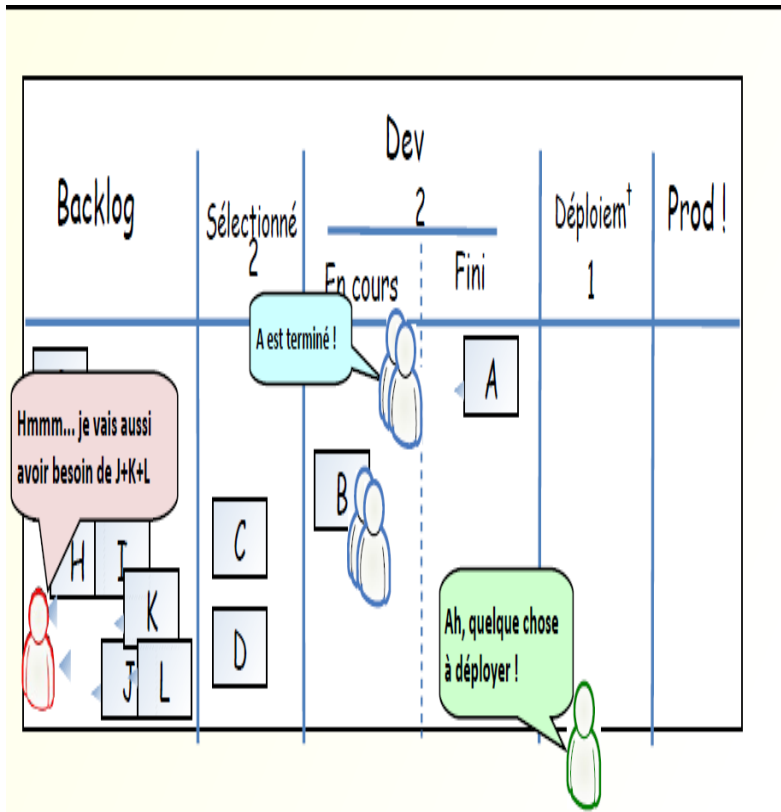 Dev
2
Backlog
Sélectionné
2
Déploiemt
1
Prod !
En cours
Fini
A est terminé !
A
Hmmm... je vais aussi
avoir besoin de J+K+L
B
C
H I
K
D
J L
Ah, quelque chose
à déployer !